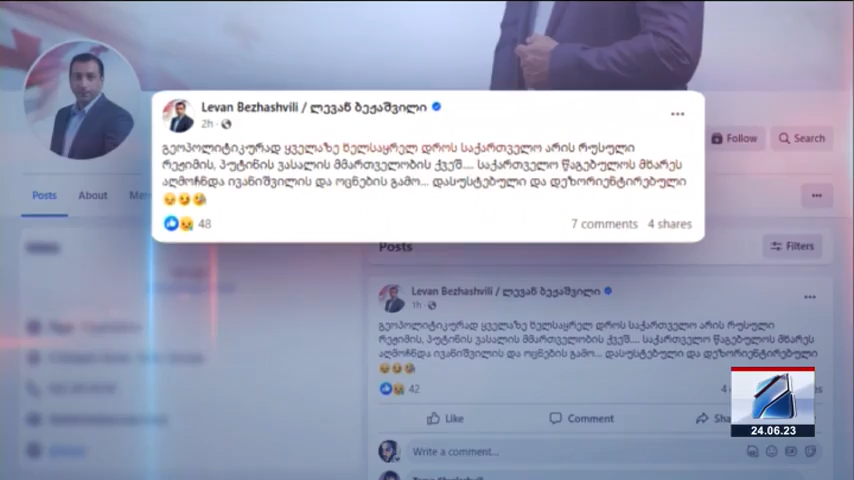 Levan Bezhashvili / ლევან ბეჟაშვილი
2h
გეოპოლიტიკურად ყველაზე ხელსაყრელ დროს საქართველო არის რუსული
რეჟიმის, პუტინის ვასალის მმართველობის ქვეშ.... საქართველო წაგებულის მხარეს
აღმოჩნდა ივანიშვილის და ოცნების გამო... დასუსტებული და დეზორიენტირებული
48
7 comments 4 shares
Follow
Search
Posts
About
Posts
Filters
Levan Bezhashvili / ლევან ბეჟაშვილი
1h
გეოპოლიტიკურად ყველაზე ხელსაყრელ დროს საქართველო არის რუსული
რეჟიმის, პუტინის ვასალის მმართველობის ქვეშ.... საქართველო წაგებულის მხარეს
აღმოჩნდა ივანიშვილის და ოცნების გამო... დასუსტებული და დეზორიენტირებული
42
Like
Comment
Write a comment...
24.06.23